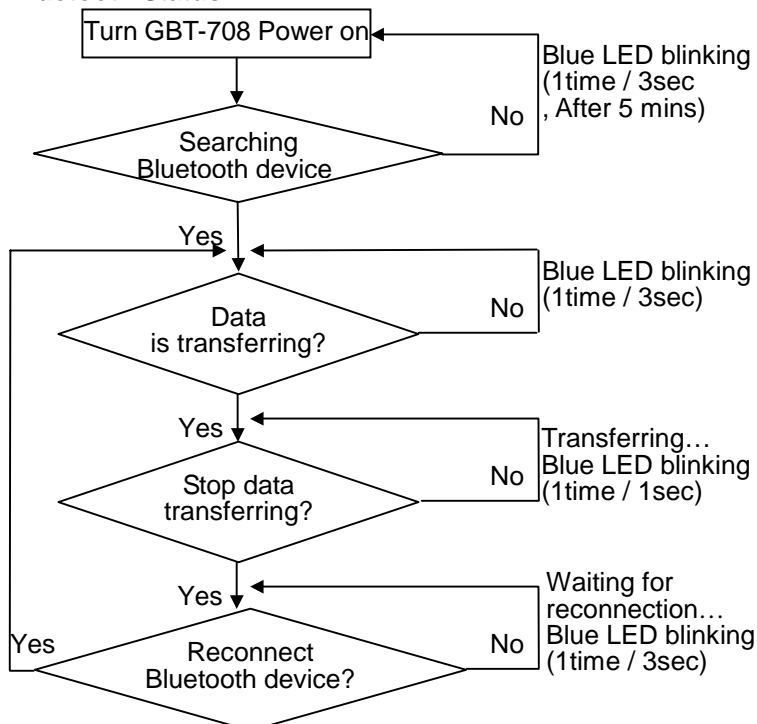 Turn GBT-708 Power on
Blue LED blinking
(1time / 3sec
, After 5 mins)
No
Searching
Bluetooth device
Yes
Blue LED blinking
(1time / 3sec)
No
Data
is transferring?
Yes
Transferring…
Blue LED blinking
(1time / 1sec)
No
Stop data
transferring?
Yes
Waiting for
reconnection…
Blue LED blinking
(1time / 3sec)
Yes
No
Reconnect
Bluetooth device?